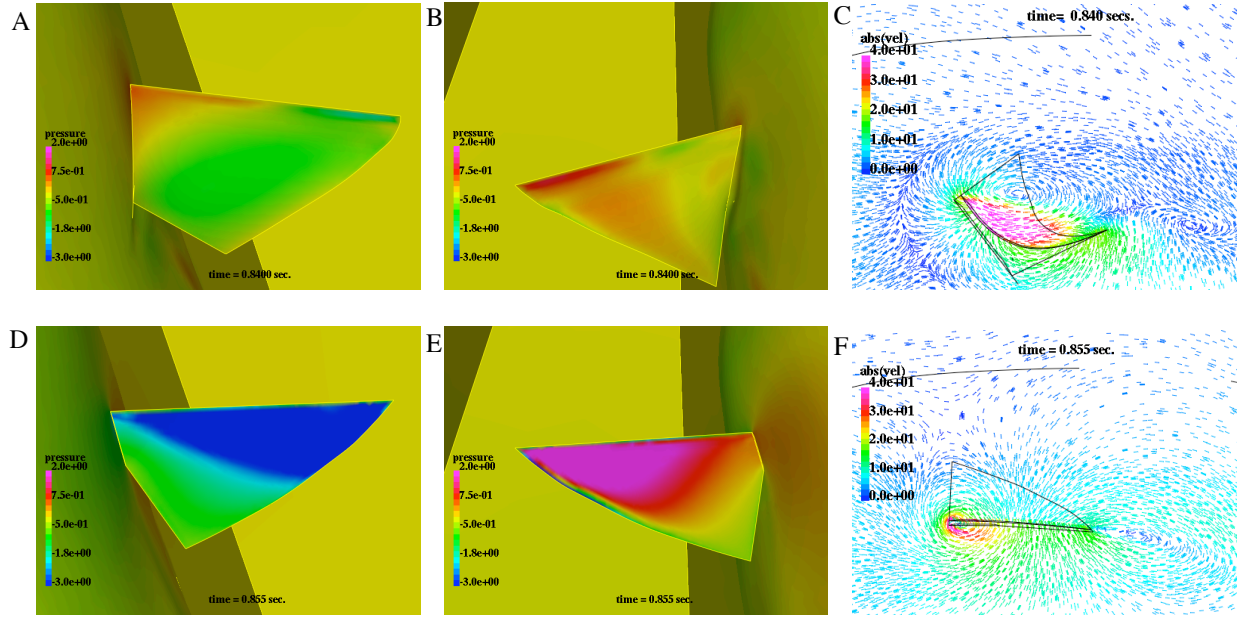 A
pressure
2.0e+00
7.5e-01
-5.0e-01
-1.8e+00
-3.0e+00
time = 0.8400 sec.
B
pressure
2.0e+00
7.5e-01
-5.0e-01
-1.8e+00
-3.0e+00
time = 0.8400 sec.
C
time= 0.840 secs.
abs(vel)
4.0e+01
3.0e+01
2.0e+01
1.0e+01
0.0e+00
D
pressure
2.0e+00
7.5e-01
-5.0e-01
-1.8e+00
-3.0e+00
time = 0.855 sec.
E
pressure
2.0e+00
7.5e-01
-5.0e-01
-1.8e+00
-3.0e+00
time = 0.855 sec.
F
time = 0.855 sec.
abs(vel)
4.0e+01
3.0e+01
2.0e+01
1.0e+01
0.0e+00